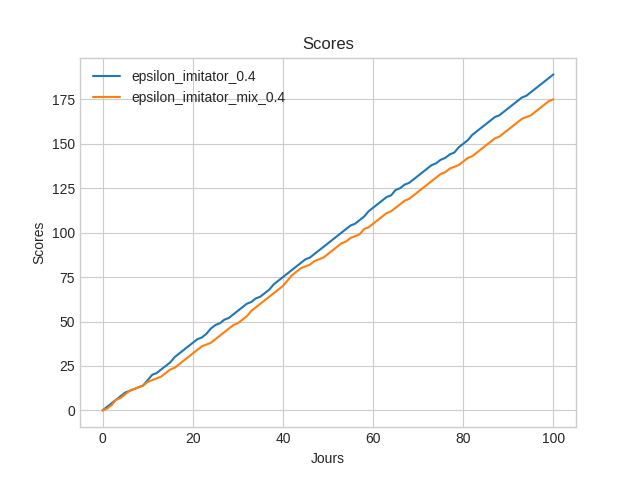 Scores
epsilon_imitator_0.4
epsilon_imitator_mix_0.4
175
150
125
100
75
50
25
0
Scores
0 20 40 60 80 100
Jours